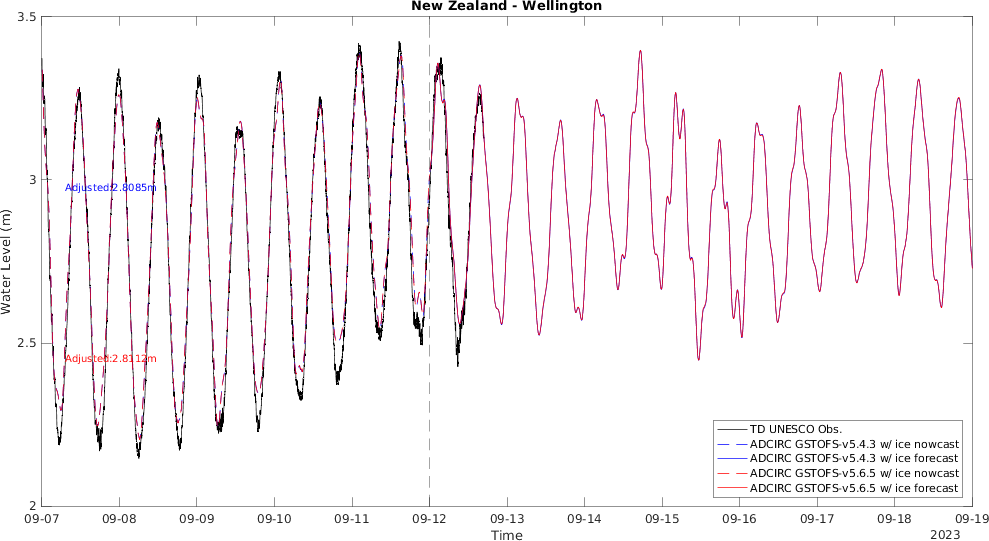 New Zealand - Wellington
3.5
3
2.5
2
Water Level (m)
Adjusted:2.8085m
Adjusted:2.8112m
TD UNESCO Obs.
ADCIRC GSTOFS-v5.4.3 w/ ice nowcast
ADCIRC GSTOFS-v5.4.3 w/ ice forecast
ADCIRC GSTOFS-v5.6.5 w/ ice nowcast
ADCIRC GSTOFS-v5.6.5 w/ ice forecast
09-07 09-08 09-09 09-10 09-11 09-12 09-13 09-14 09-15 09-16 09-17 09-18 09-19
Time
2023